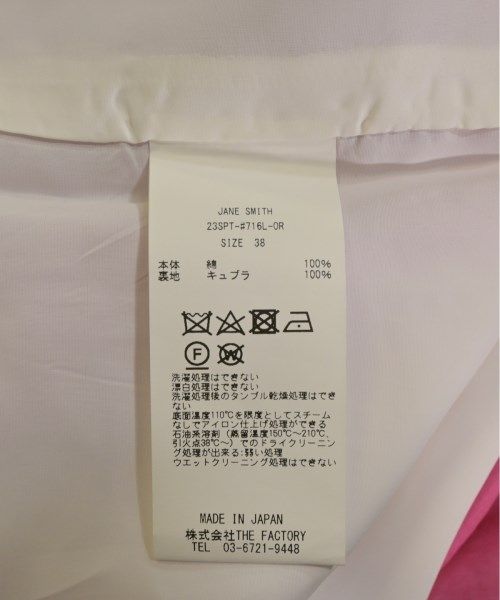 JANE SMITH
23SPT-#716L-OR
SIZE 38
本体 綿 100%
裏地 キュプラ 100%
F W
洗濯処理はできない
漂白処理はできない
洗濯処理後のタンブル乾燥処理はでき
ない
底面温度110℃を限度としてスチーム
なしでアイロン仕上げ処理ができる
石油系溶剤（蒸留温度150℃～210℃、
引火点38℃～）でのドライクリーニン
グ処理が出来る:弱い処理
ウエットクリーニング処理はできない
MADE IN JAPAN
株式会社THE FACTORY
TEL 03-6721-9448